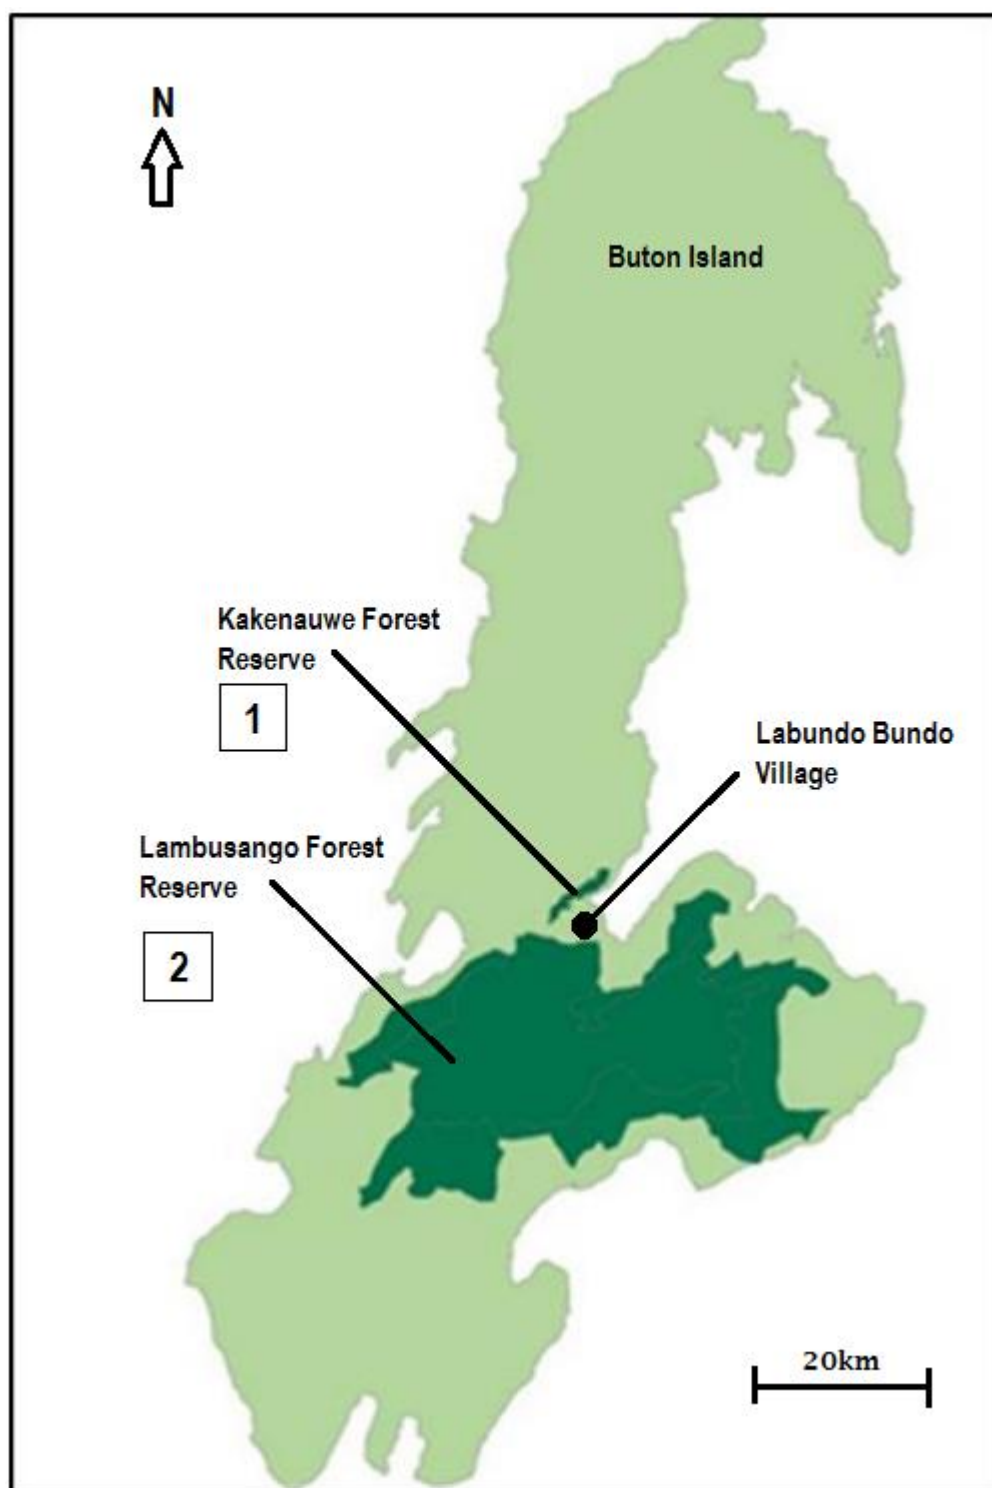 N
Buton Island
Kakenauwe Forest
Reserve
1
Labundo Bundo
Village
Lambusango Forest
Reserve
2
20km